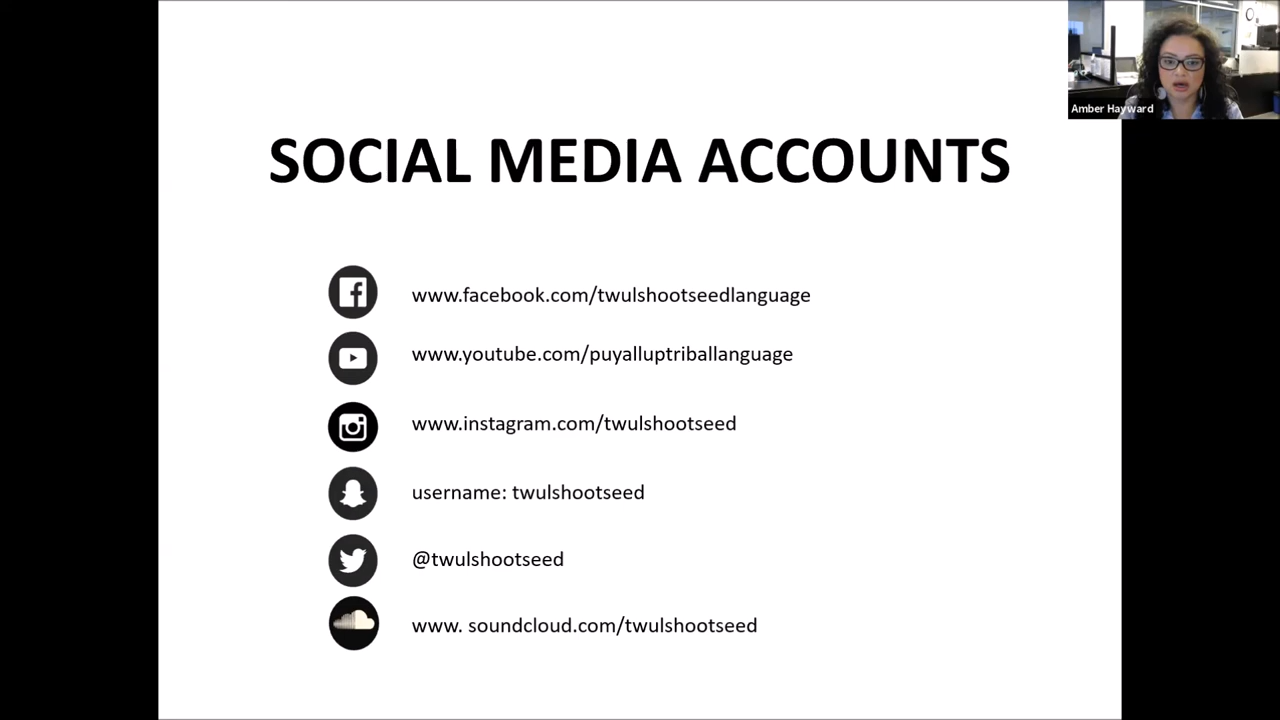 Amber Hayward
SOCIAL MEDIA ACCOUNTS
www.facebook.com/twulshootseedlanguage
www.youtube.com/puyalluptriballanguage
www.instagram.com/twulshootseed
username: twulshootseed
@twulshootseed
www. soundcloud.com/twulshootseed